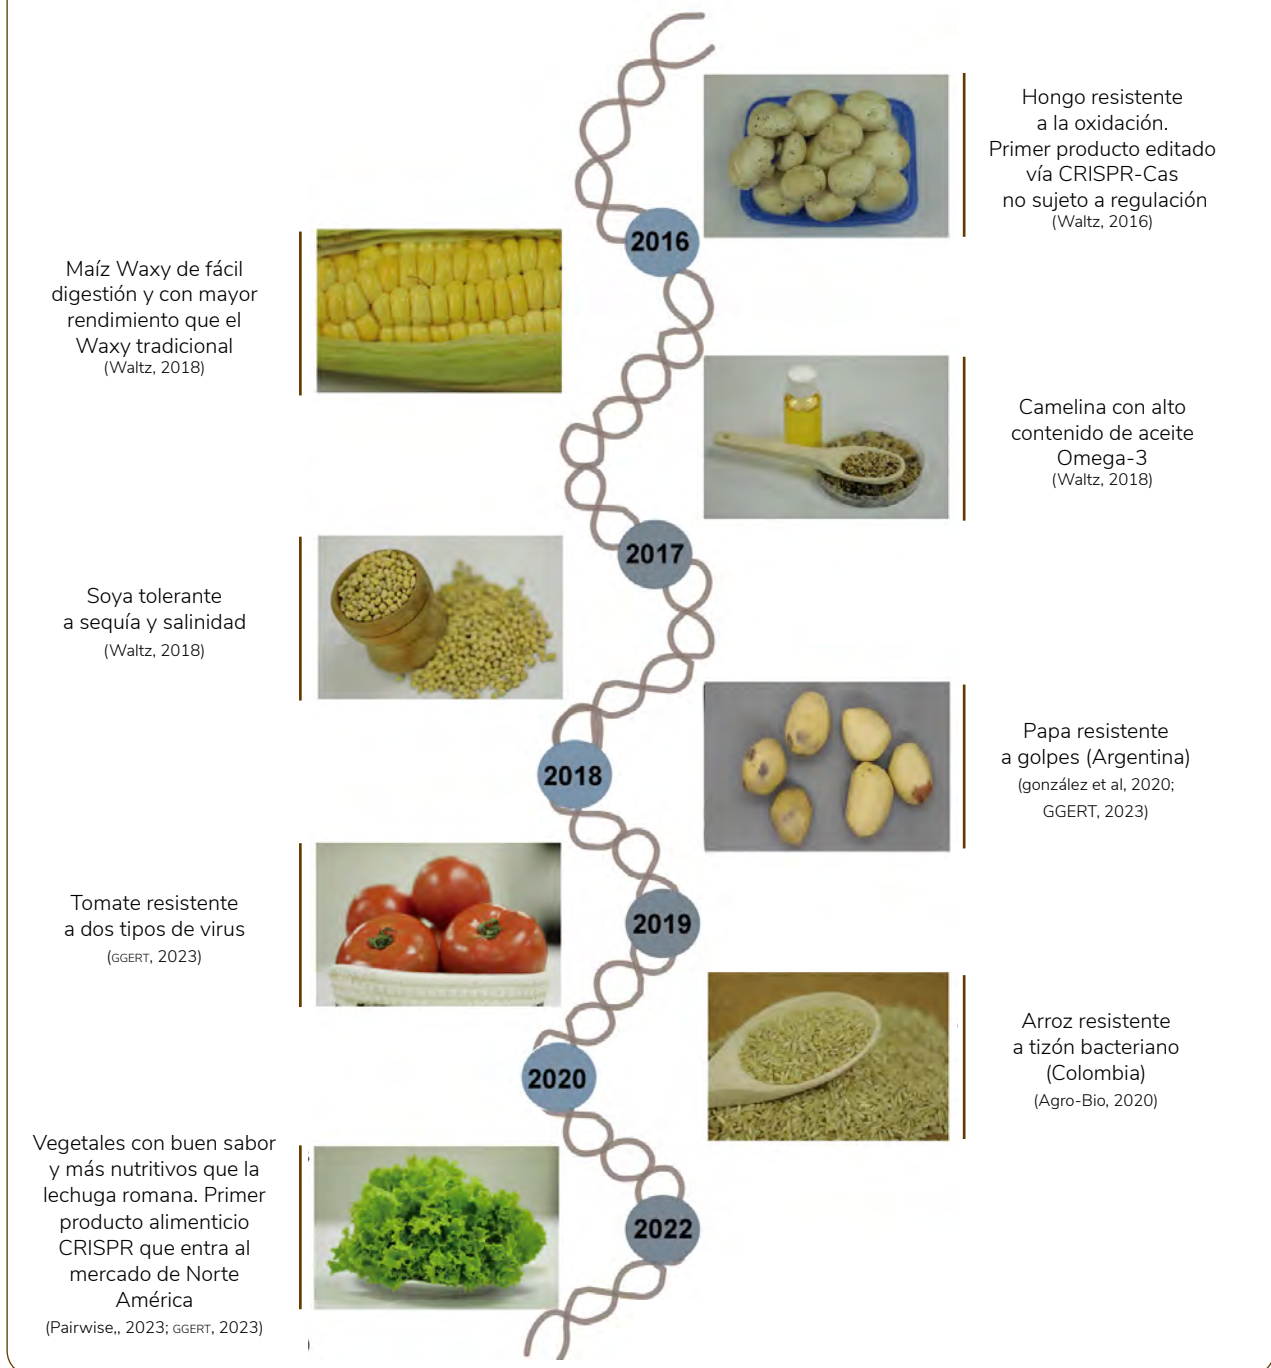 Hongo resistente
a la oxidación.
Primer producto editado
vía CRISPR-Cas
no sujeto a regulación
(Waltz, 2016)
2016
Maíz Waxy de fácil
digestión y con mayor
rendimiento que el
Waxy tradicional
(Waltz, 2018)
Camelina con alto
contenido de aceite
Omega-3
(Waltz, 2018)
2017
Soya tolerante
a sequía y salinidad
(Waltz, 2018)
Papa resistente
a golpes (Argentina)
(gonzález et al, 2020;
GGERT, 2023)
2018
Tomate resistente
a dos tipos de virus
(GGERT, 2023)
2019
Arroz resistente
a tizón bacteriano
(Colombia)
(Agro-Bio, 2020)
2020
Vegetales con buen sabor
y más nutritivos que la
lechuga romana. Primer
producto alimenticio
CRISPR que entra al
mercado de Norte
América
(Pairwise,, 2023; GGERT, 2023)
2022